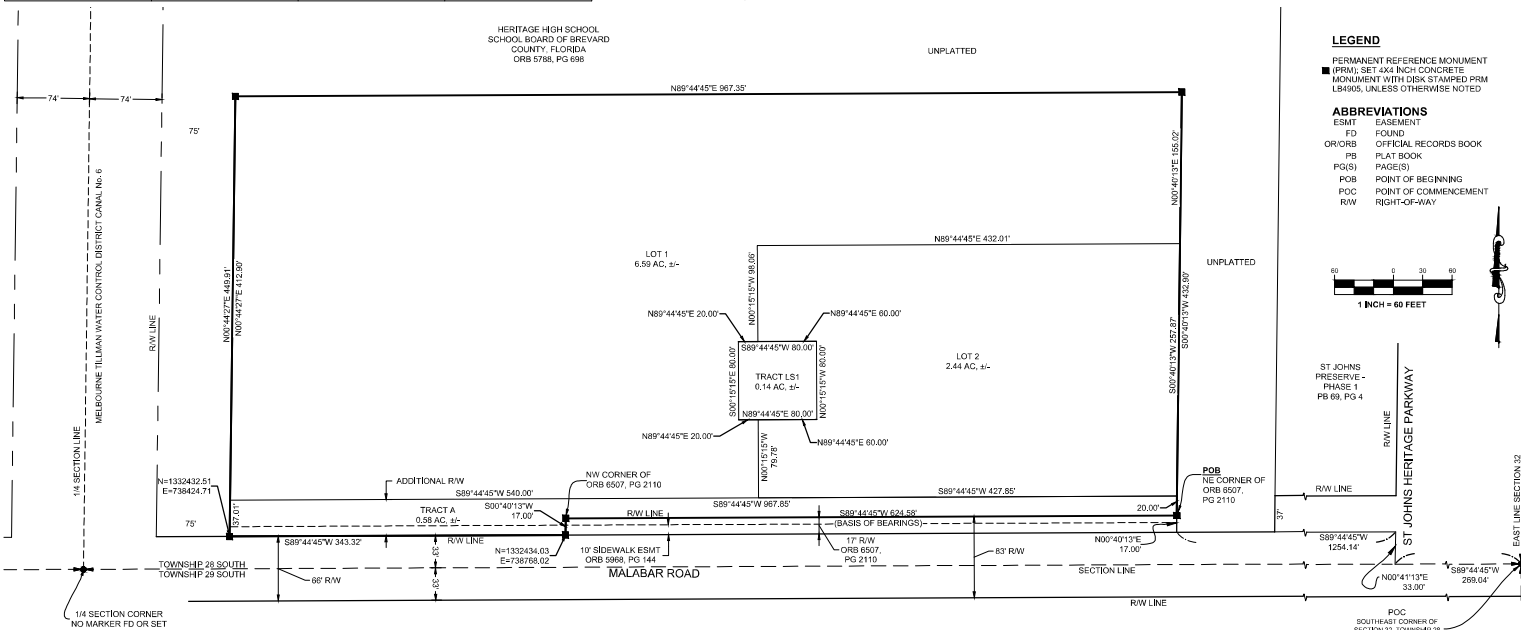 HERITAGE HIGH SCHOOL
SCHOOL BOARD OF BREVARD
COUNTY, FLORIDA
ORB 5788, PG 698
UNPLATTED
LEGEND
PERMANENT REFERENCE MONUMENT
(PRM); SET 4X4 INCH CONCRETE
MONUMENT WITH DISK STAMPED PRM
LB4905, UNLESS OTHERWISE NOTED
ABBREVIATIONS
ESMT EASEMENT
FD FOUND
OR/ORB OFFICIAL RECORDS BOOK
PB PLAT BOOK
PG(S) PAGE(S)
POB POINT OF BEGINNING
POC POINT OF COMMENCEMENT
R/W RIGHT-OF-WAY
60 0 30 60
1 INCH = 60 FEET
74' 74'
75'
N89°44'45"E 967.35'
N00°40'13"E 155.02'
MELBOURNE TILLMAN WATER CONTROL DISTRICT CANAL No. 6
R/W LINE
1/4 SECTION LINE
N00°44'27"E 449.91'
N00°44'27"E 412.90'
LOT 1
6.59 AC, +/-
N89°44'45"E 432.01'
N00°15'15"W 98.06'
UNPLATTED
S00°40'13"W 432.90'
S00°40'13"W 257.87'
N89°44'45"E 20.00'
N89°44'45"E 60.00'
S89°44'45"W 80.00'
S00°15'15"E 80.00'
N00°15'15"W 80.00'
TRACT LS1
0.14 AC, +/-
N89°44'45"E 80.00'
LOT 2
2.44 AC, +/-
N89°44'45"E 20.00'
N89°44'45"E 60.00'
N00°15'15"W
79.78'
ST JOHNS
PRESERVE -
PHASE 1
PB 69, PG 4
R/W LINE
ST JOHNS HERITAGE PARKWAY
EAST LINE SECTION 32
N=1332432.51
E=738424.71
ADDITIONAL R/W
NW CORNER OF
ORB 6507, PG 2110
POB
NE CORNER OF
ORB 6507,
PG 2110
S89°44'45"W 540.00'
S89°44'45"W 967.85'
S89°44'45"W 427.85'
R/W LINE
37.01'
75'
TRACT A
0.58 AC, +/-
S00°40'13"W
17.00'
R/W LINE
S89°44'45"W 624.58'
(BASIS OF BEARINGS)
20.00'
37'
S89°44'45"W 343.32'
R/W LINE
N=1332434.03
E=738768.02
10' SIDEWALK ESMT
ORB 5968, PG 144
17' R/W
ORB 6507,
PG 2110
83' R/W
N00°40'13"E
17.00'
S89°44'45"W
1254.14'
TOWNSHIP 28 SOUTH
TOWNSHIP 29 SOUTH
66' R/W
33'
33'
MALABAR ROAD
SECTION LINE
R/W LINE
N00°41'13"E
33.00'
S89°44'45"W
269.04'
1/4 SECTION CORNER
NO MARKER FD OR SET
POC
SOUTHEAST CORNER OF
SECTION 32, TOWNSHIP 28